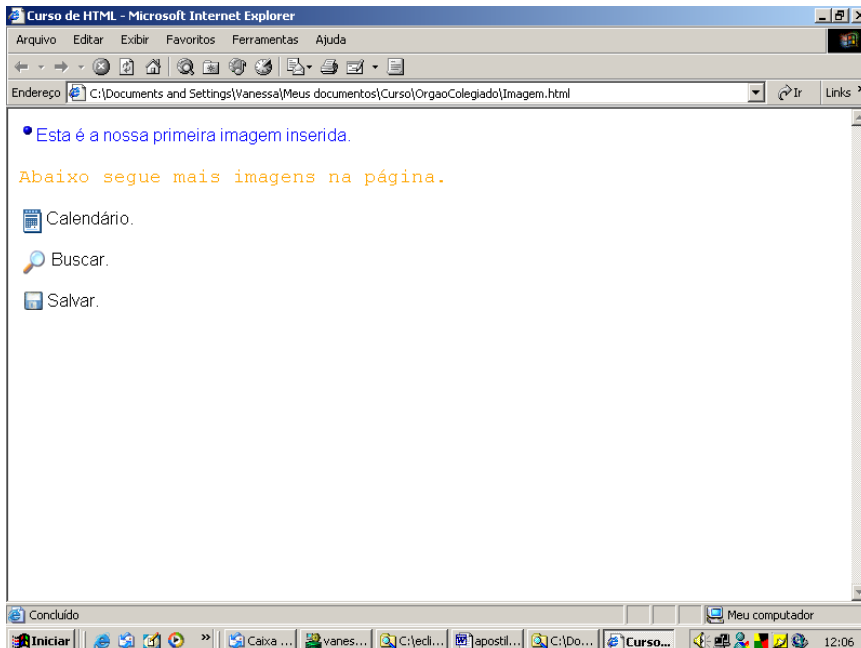 Curso de HTML - Microsoft Internet Explorer
Arquivo Editar Exibir Favoritos Ferramentas Ajuda
Endereço C:\Documents and Settings\Vanessa\Meus documentos\Curso\OrgaoColegiado\Imagem.html Ir Links
Esta é a nossa primeira imagem inserida.
Abaixo segue mais imagens na página.
Calendário.
Buscar.
Salvar.
Concluído Meu computador
Iniciar » Caixa ... vanes... C:\ecli... apostil... C:\Do... Curso... 12:06